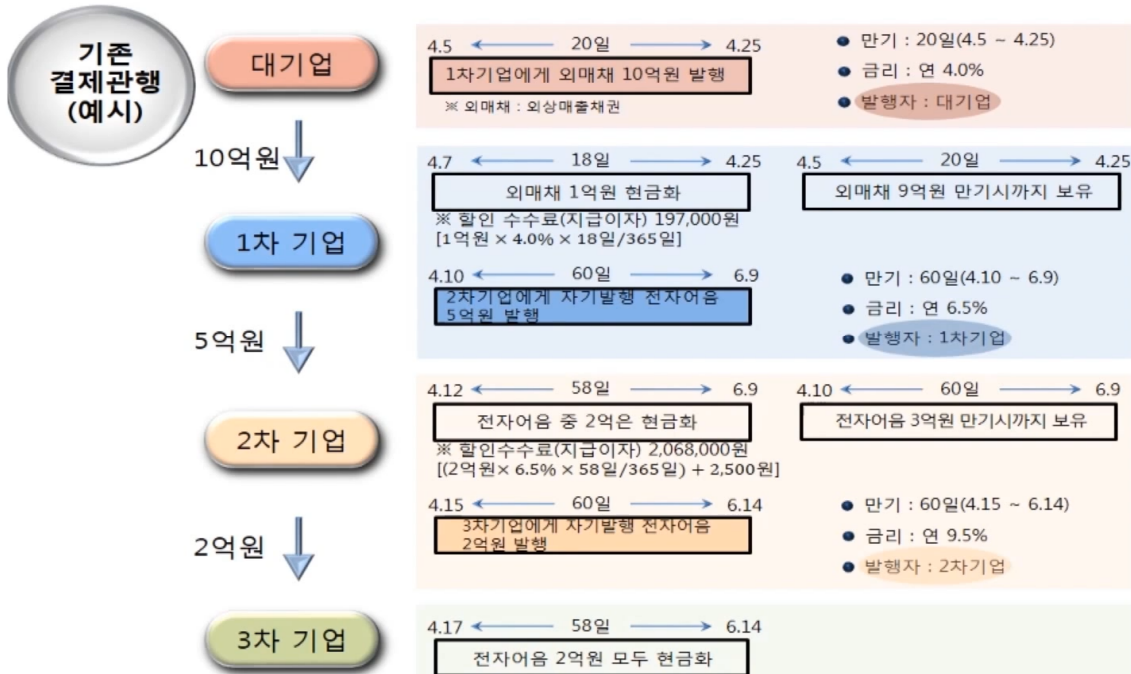 기존
결제관행
(예시)
대기업
4.5 20일 4.25
1차기업에게 외매채 10억원 발행
※ 외매채 : 외상매출채권
만기 : 20일(4.5 ~ 4.25)
금리 : 연 4.0%
발행자 : 대기업
10억원
1차 기업
4.7 18일 4.25
외매채 1억원 현금화
※ 할인 수수료(지급이자) 197,000원
[1억원 × 4.0% × 18일/365일]
4.5 20일 4.25
외매채 9억원 만기시까지 보유
4.10 60일 6.9
2차기업에게 자기발행 전자어음
5억원 발행
만기 : 60일(4.10 ~ 6.9)
금리 : 연 6.5%
발행자 : 1차기업
5억원
2차 기업
4.12 58일 6.9
전자어음 중 2억은 현금화
※ 할인수수료(지급이자) 2,068,000원
[(2억원× 6.5% × 58일/365일) + 2,500원]
4.10 60일 6.9
전자어음 3억원 만기시까지 보유
4.15 60일 6.14
3차기업에게 자기발행 전자어음
2억원 발행
만기 : 60일(4.15 ~ 6.14)
금리 : 연 9.5%
발행자 : 2차기업
2억원
3차 기업
4.17 58일 6.14
전자어음 2억원 모두 현금화